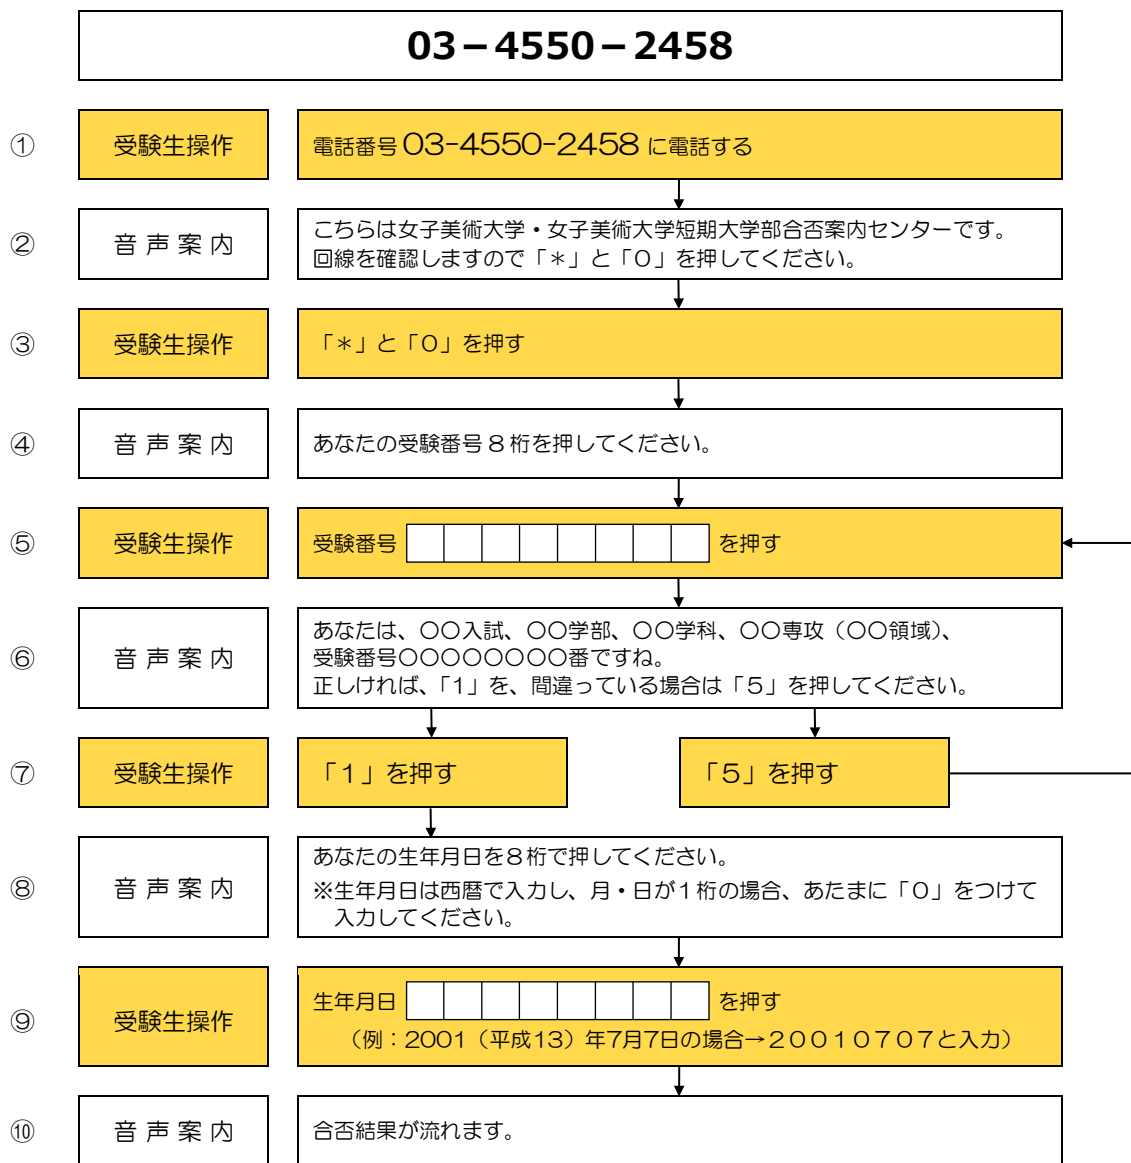 03－4550－2458
① 受験生操作 電話番号 03-4550-2458 に電話する
② 音声案内 こちらは女子美術大学・女子美術大学短期大学部合否案内センターです。
回線を確認しますので「＊」と「０」を押してください。
③ 受験生操作 「＊」と「０」を押す
④ 音声案内 あなたの受験番号８桁を押してください。
⑤ 受験生操作 受験番号 を押す
⑥ 音声案内 あなたは、〇〇入試、〇〇学部、〇〇学科、〇〇専攻（〇〇領域）、
受験番号〇〇〇〇〇〇〇〇番ですね。
正しければ、「１」を、間違っている場合は「５」を押してください。
⑦ 受験生操作 「１」を押す 「５」を押す
⑧ 音声案内 あなたの生年月日を８桁で押してください。
※生年月日は西暦で入力し、月・日が１桁の場合、あたまに「０」をつけて
入力してください。
⑨ 受験生操作 生年月日 を押す
（例：2001（平成13）年7月7日の場合→２００１０７０７と入力）
⑩ 音声案内 合否結果が流れます。